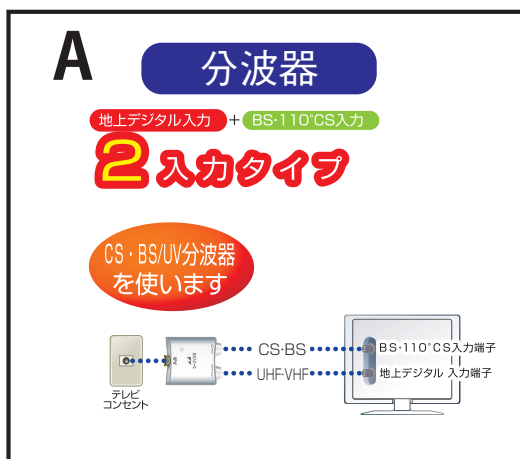 A
分波器
地上デジタル入力 + BS·110°CS入力
2入力タイプ
CS・BS/UV分波器
を使います
CS·BS
BS·110°CS入力端子
UHF·VHF
地上デジタル 入力端子
テレビ
コンセント